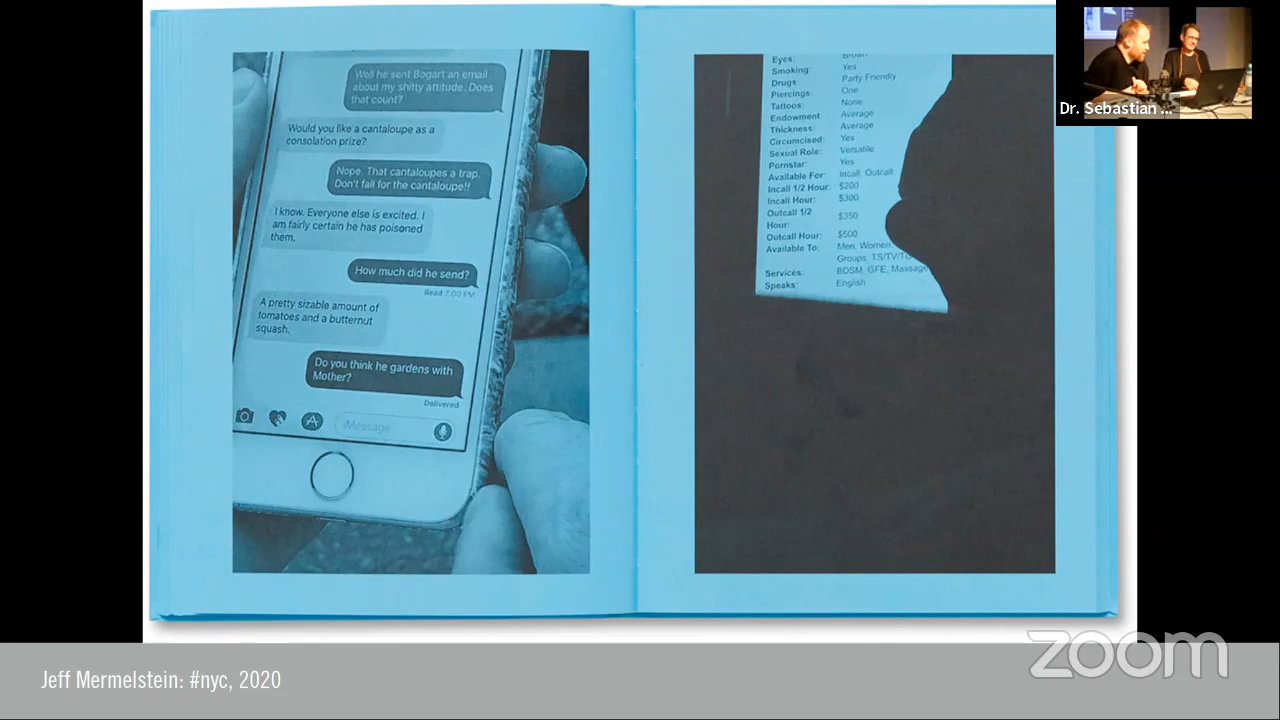 Well he sent Bogart an email
about my shitty attitude. Does
that count?
Would you like a cantaloupe as a
consolation prize?
Nope. That cantaloupes a trap.
Don't fall for the cantaloupe!!
I know. Everyone else is excited. I
am fairly certain he has poisoned
them.
How much did he send?
Read 7:00 PM
A pretty sizable amount of
tomatoes and a butternut
squash.
Do you think he gardens with
Mother?
Delivered
iMessage
Eyes: Brown
Smoking: Yes
Drugs: Party Friendly
Piercings: One
Tattoos: None
Endowment Average
Thickness: Average
Circumcised: Yes
Sexual Role: Versatile
Pornstar: Yes
Available For: Incall, Outcall
Incall 1/2 Hour: $200
Incall Hour: $300
Outcall 1/2
Hour: $350
Outcall Hour: $500
Available To: Men, Women,
Groups, TS/TV/
Services: BDSM, GFE, Massage
Speaks: English
Dr. Sebastian ...
Jeff Mermelstein: #nyc, 2020
zoom